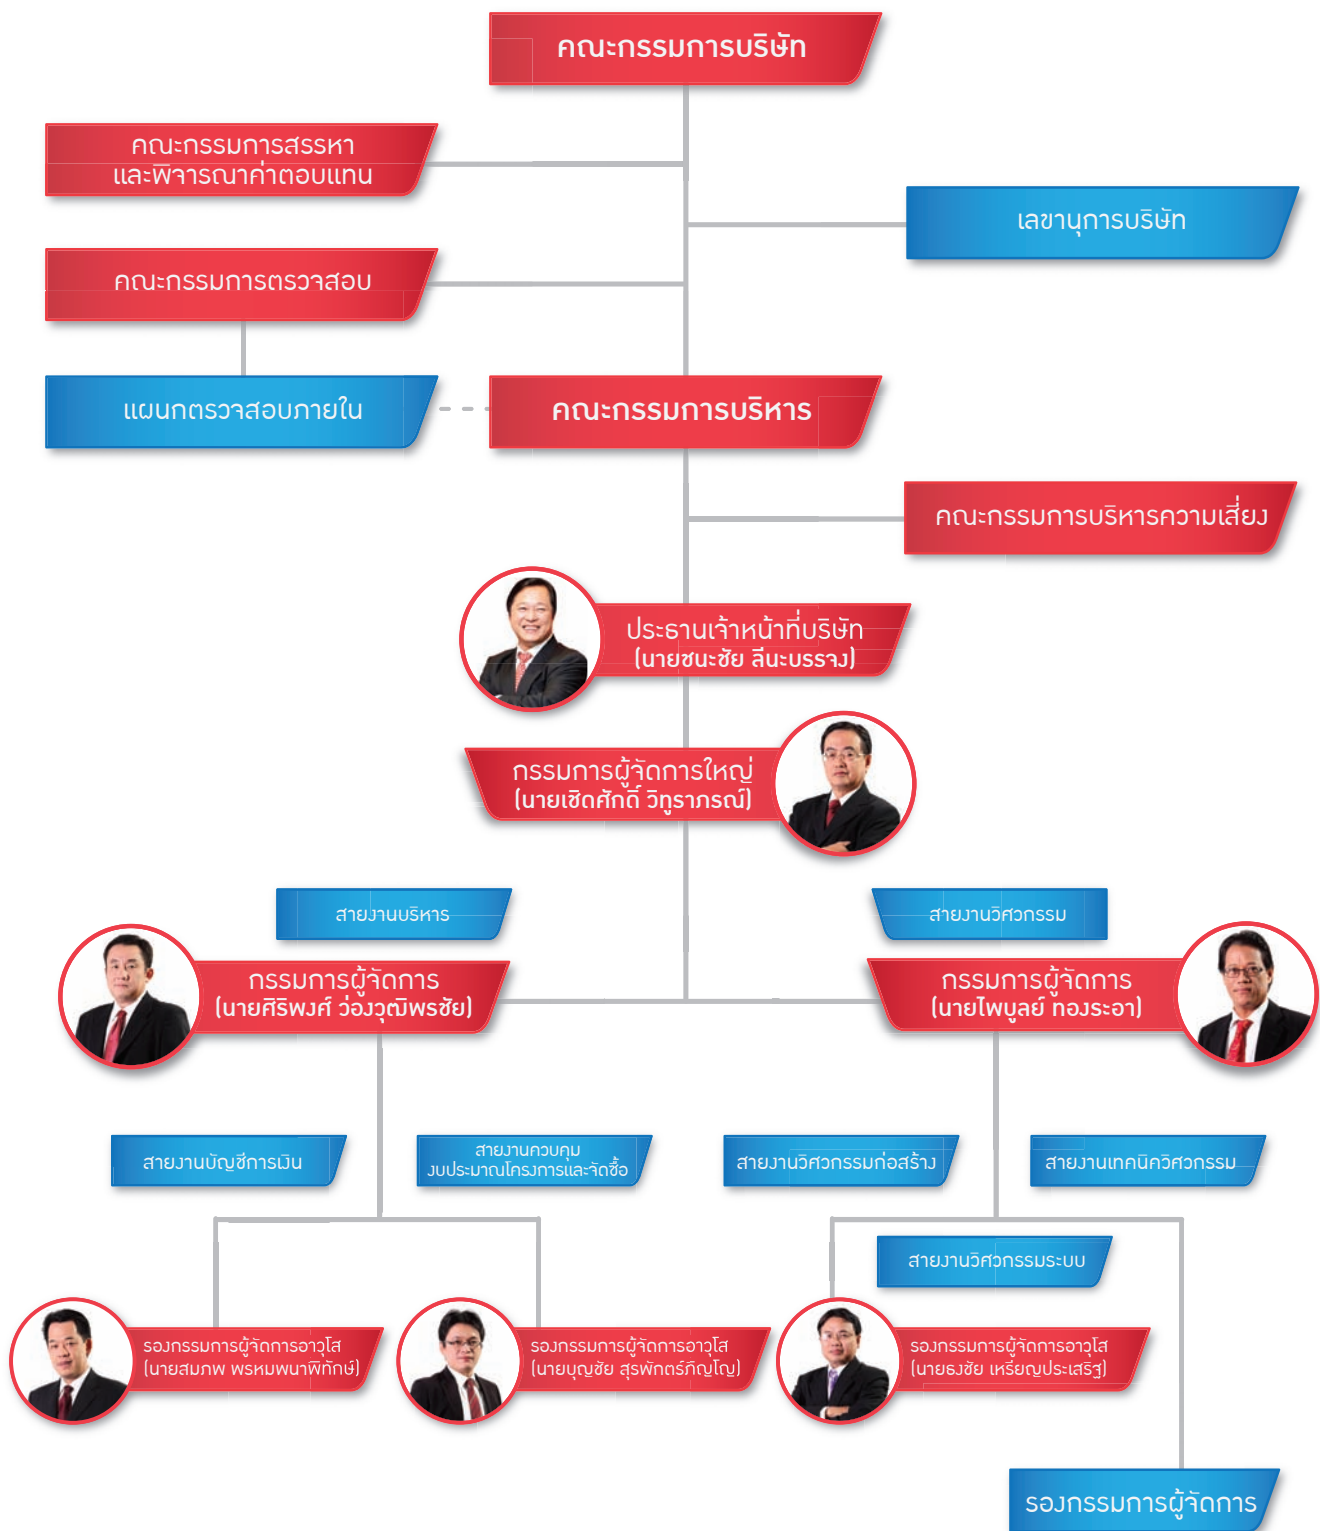 คณะกรรมการบริษัท
คณะกรรมการสรรหา
และพิจารณาค่าตอบแทน
เลขานุการบริษัท
คณะกรรมการตรวจสอบ
แผนกตรวจสอบภายใน
คณะกรรมการบริหาร
คณะกรรมการบริหารความเสี่ยง
ประธานเจ้าหน้าที่บริษัท
(นายชนะชัย ลีนะบรรจง)
กรรมการผู้จัดการใหญ่
(นายเชิดศักดิ์ วิทูราภรณ์)
สายงานบริหาร
สายงานวิศวกรรม
กรรมการผู้จัดการ
(นายศิริพงศ์ ว่องวุฒิพรชัย)
กรรมการผู้จัดการ
(นายไพบูลย์ ทองระอา)
สายงานบัญชีการเงิน
สายงานควบคุม
งบประมาณโครงการและจัดซื้อ
สายงานวิศวกรรมก่อสร้าง
สายงานเทคนิควิศวกรรม
สายงานวิศวกรรมระบบ
รองกรรมการผู้จัดการอาวุโส
(นายสมภพ พรหมพนาพิทักษ์)
รองกรรมการผู้จัดการอาวุโส
(นายบุญชัย สุรพักตร์ภิญโญ)
รองกรรมการผู้จัดการอาวุโส
(นายธงชัย เหรียญประเสริฐ)
รองกรรมการผู้จัดการ